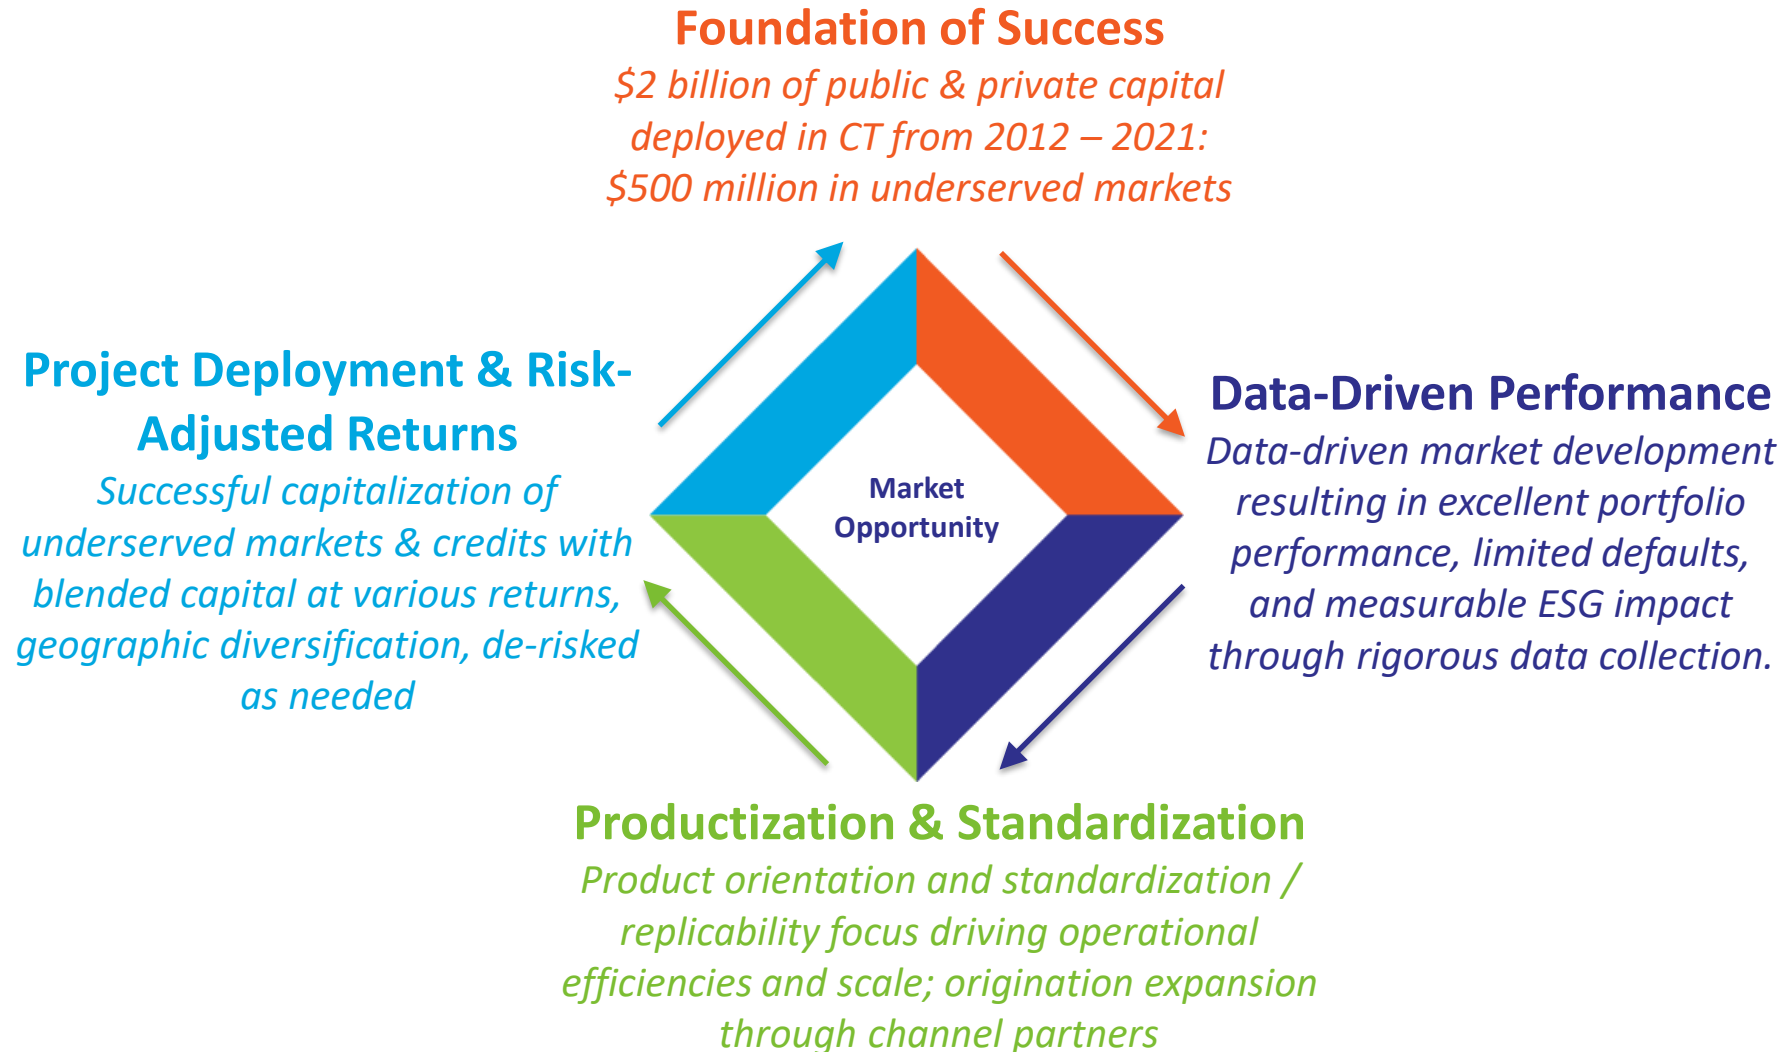 Foundation of Success
$2 billion of public & private capital
deployed in CT from 2012 – 2021:
$500 million in underserved markets
Project Deployment & Risk-
Adjusted Returns
Successful capitalization of
underserved markets & credits with
blended capital at various returns,
geographic diversification, de-risked
as needed
Market
Opportunity
Data-Driven Performance
Data-driven market development
resulting in excellent portfolio
performance, limited defaults,
and measurable ESG impact
through rigorous data collection.
Productization & Standardization
Product orientation and standardization /
replicability focus driving operational
efficiencies and scale; origination expansion
through channel partners